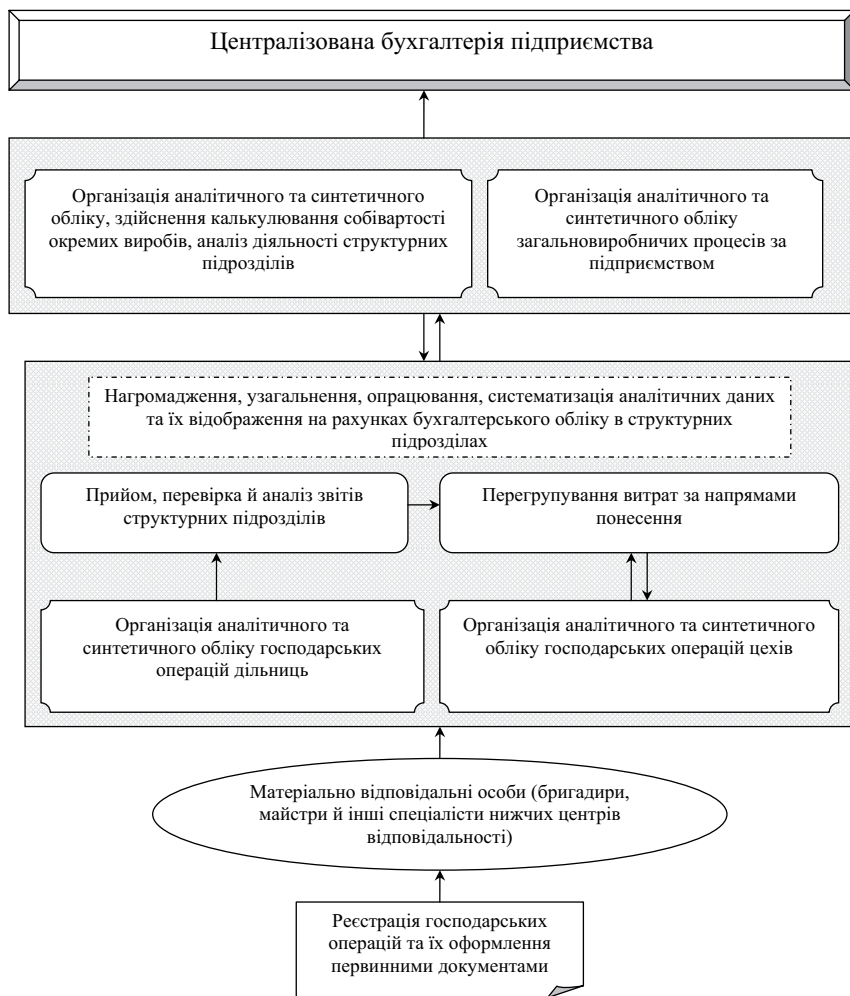 Централізована бухгалтерія підприємства
Організація аналітичного та синтетичного
обліку, здійснення калькулювання собівартості
окремих виробів, аналіз діяльності структурних
підрозділів
Організація аналітичного та
синтетичного обліку
загальновиробничих процесів за
підприємством
Нагромадження, узагальнення, опрацювання, систематизація аналітичних даних
та їх відображення на рахунках бухгалтерського обліку в структурних
підрозділах
Прийом, перевірка й аналіз звітів
структурних підрозділів
Перегрупування витрат за напрямами
понесення
Організація аналітичного та
синтетичного обліку господарських
операцій дільниць
Організація аналітичного та синтетичного
обліку господарських операцій цехів
Матеріально відповідальні особи (бригадири,
майстри й інші спеціалісти нижчих центрів
відповідальності)
Реєстрація господарських
операцій та їх оформлення
первинними документами